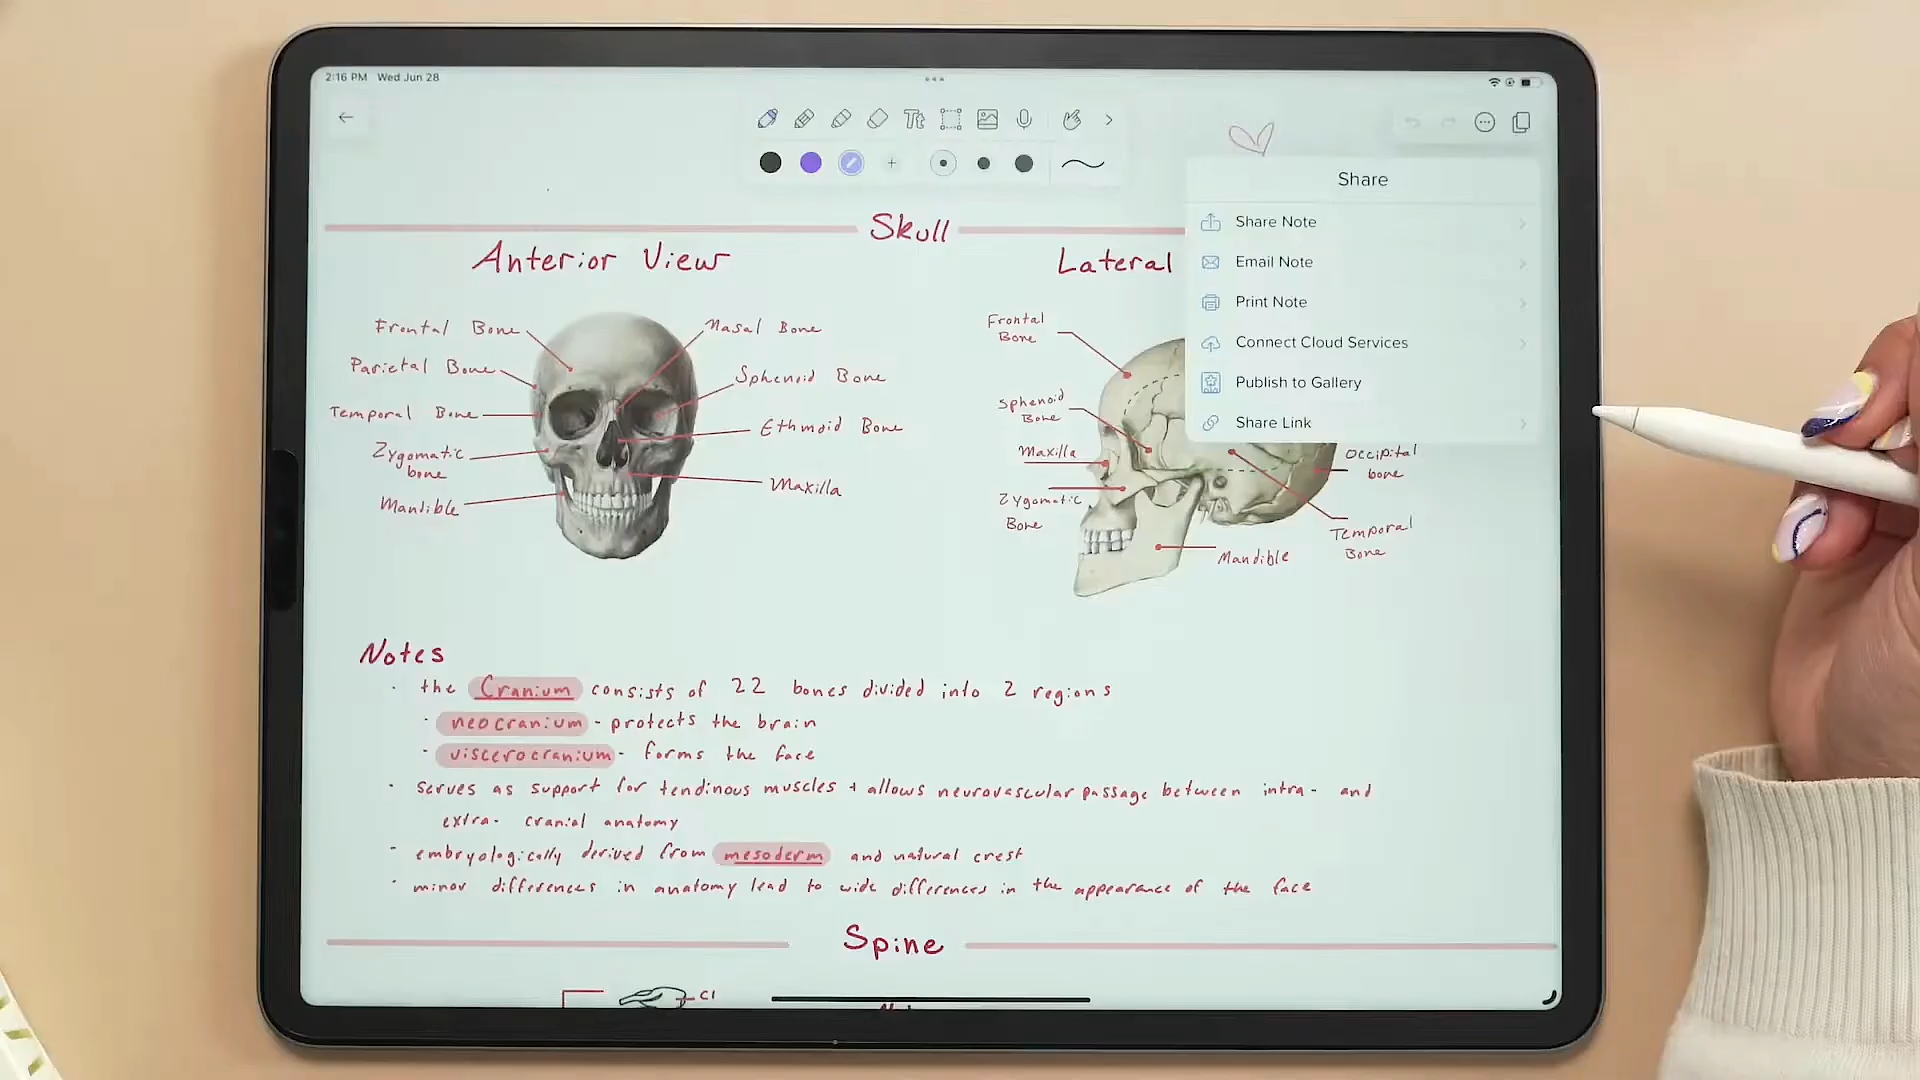 2:16 PM Wed Jun 28
Tt
Share
Share Note
Email Note
Print Note
Connect Cloud Services
Publish to Gallery
Share Link
Skull
Anterior View
Frontal Bone
Parietal Bone
Temporal Bone
Zygomatic
bone
Mandible
Nasal Bone
Sphenoid Bone
Ethmoid Bone
Maxilla
Lateral
Frontal
Bone
Sphenoid
Bone
Maxilla
Zygomatic
Bone
Occipital
bone
Temporal
Bone
Mandible
Notes
the Cranium consists of 22 bones divided into 2 regions
neocranium - protects the brain
viscerocranium - forms the face
serves as support for tendinous muscles + allows neurovascular passage between intra- and
extra- cranial anatomy
embryologically derived from mesoderm and natural crest
minor differences in anatomy lead to wide differences in the appearance of the face
Spine
C1